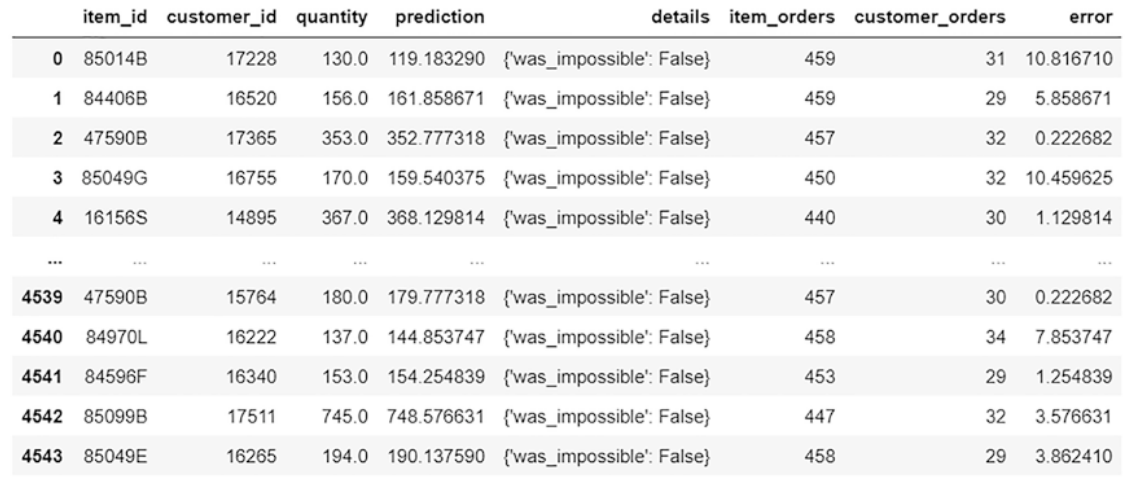 item_id customer_id quantity prediction details item_orders customer_orders error
0 85014B 17228 130.0 119.183290 {'was_impossible': False} 459 31 10.816710
1 84406B 16520 156.0 161.858671 {'was_impossible': False} 459 29 5.858671
2 47590B 17365 353.0 352.777318 {'was_impossible': False} 457 32 0.222682
3 85049G 16755 170.0 159.540375 {'was_impossible': False} 450 32 10.459625
4 16156S 14895 367.0 368.129814 {'was_impossible': False} 440 30 1.129814
... ... ... ... ... ... ... ... ...
4539 47590B 15764 180.0 179.777318 {'was_impossible': False} 457 30 0.222682
4540 84970L 16222 137.0 144.853747 {'was_impossible': False} 458 34 7.853747
4541 84596F 16340 153.0 154.254839 {'was_impossible': False} 453 29 1.254839
4542 85099B 17511 745.0 748.576631 {'was_impossible': False} 447 32 3.576631
4543 85049E 16265 194.0 190.137590 {'was_impossible': False} 458 29 3.862410